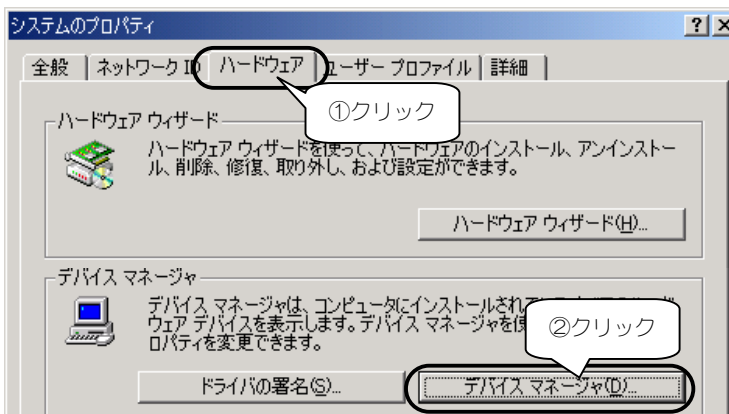 システムのプロパティ
全般 ネットワーク ID ハードウェア ユーザー プロファイル 詳細
①クリック
ハードウェア ウィザード
ハードウェア ウィザードを使って、ハードウェアのインストール、アンインストー
ル、削除、修復、取り外し、および設定ができます。
ハードウェア ウィザード(H)...
デバイス マネージャ
デバイス マネージャは、コンピュータにインストールされて
ウェア デバイスを表示します。デバイス マネージャを使
ロパティを変更できます。
②クリック
ドライバの署名(S)... デバイス マネージャ(D)...